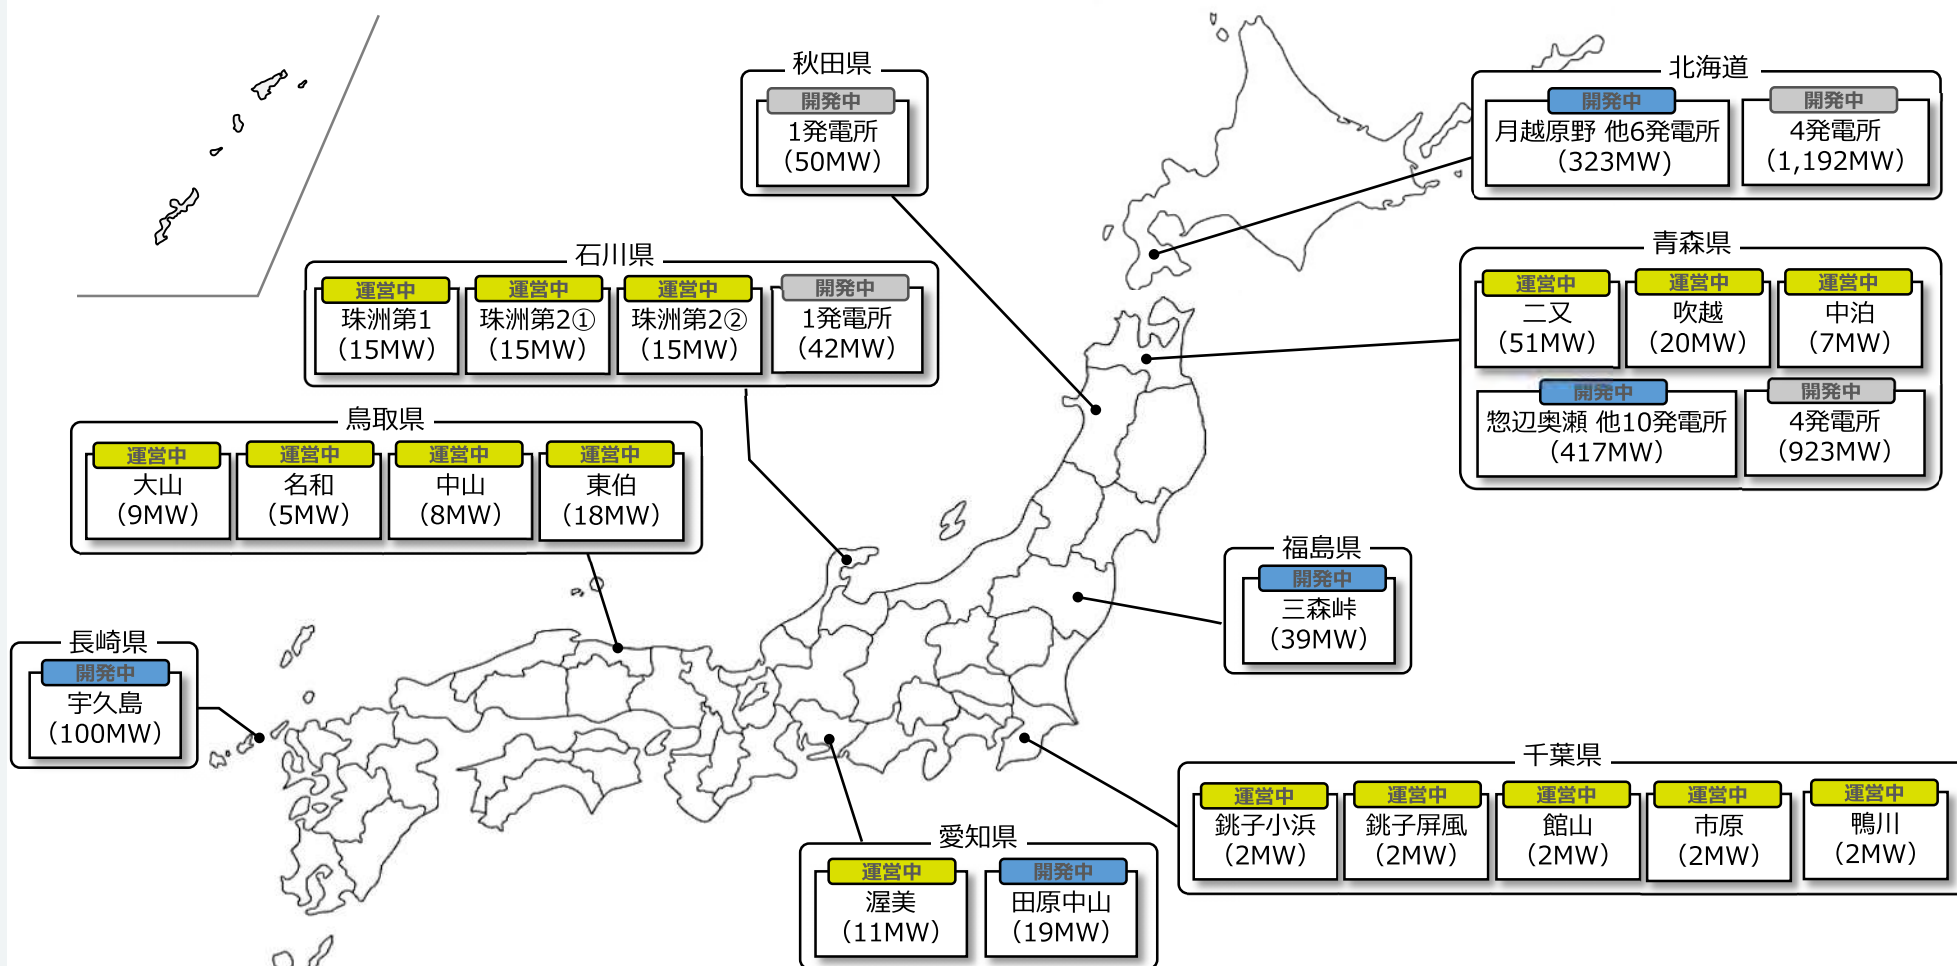 秋田県
開発中
1発電所
(50MW)
北海道
開発中
月越原野 他6発電所
(323MW)
開発中
4発電所
(1,192MW)
石川県
運営中
珠洲第1
(15MW)
運営中
珠洲第2①
(15MW)
運営中
珠洲第2②
(15MW)
開発中
1発電所
(42MW)
青森県
運営中
二又
(51MW)
運営中
吹越
(20MW)
運営中
中泊
(7MW)
開発中
惣辺奥瀬 他10発電所
(417MW)
開発中
4発電所
(923MW)
鳥取県
運営中
大山
(9MW)
運営中
名和
(5MW)
運営中
中山
(8MW)
運営中
東伯
(18MW)
福島県
開発中
三森峠
(39MW)
長崎県
開発中
宇久島
(100MW)
愛知県
運営中
渥美
(11MW)
開発中
田原中山
(19MW)
千葉県
運営中
銚子小浜
(2MW)
運営中
銚子屏風
(2MW)
運営中
館山
(2MW)
運営中
市原
(2MW)
運営中
鴨川
(2MW)